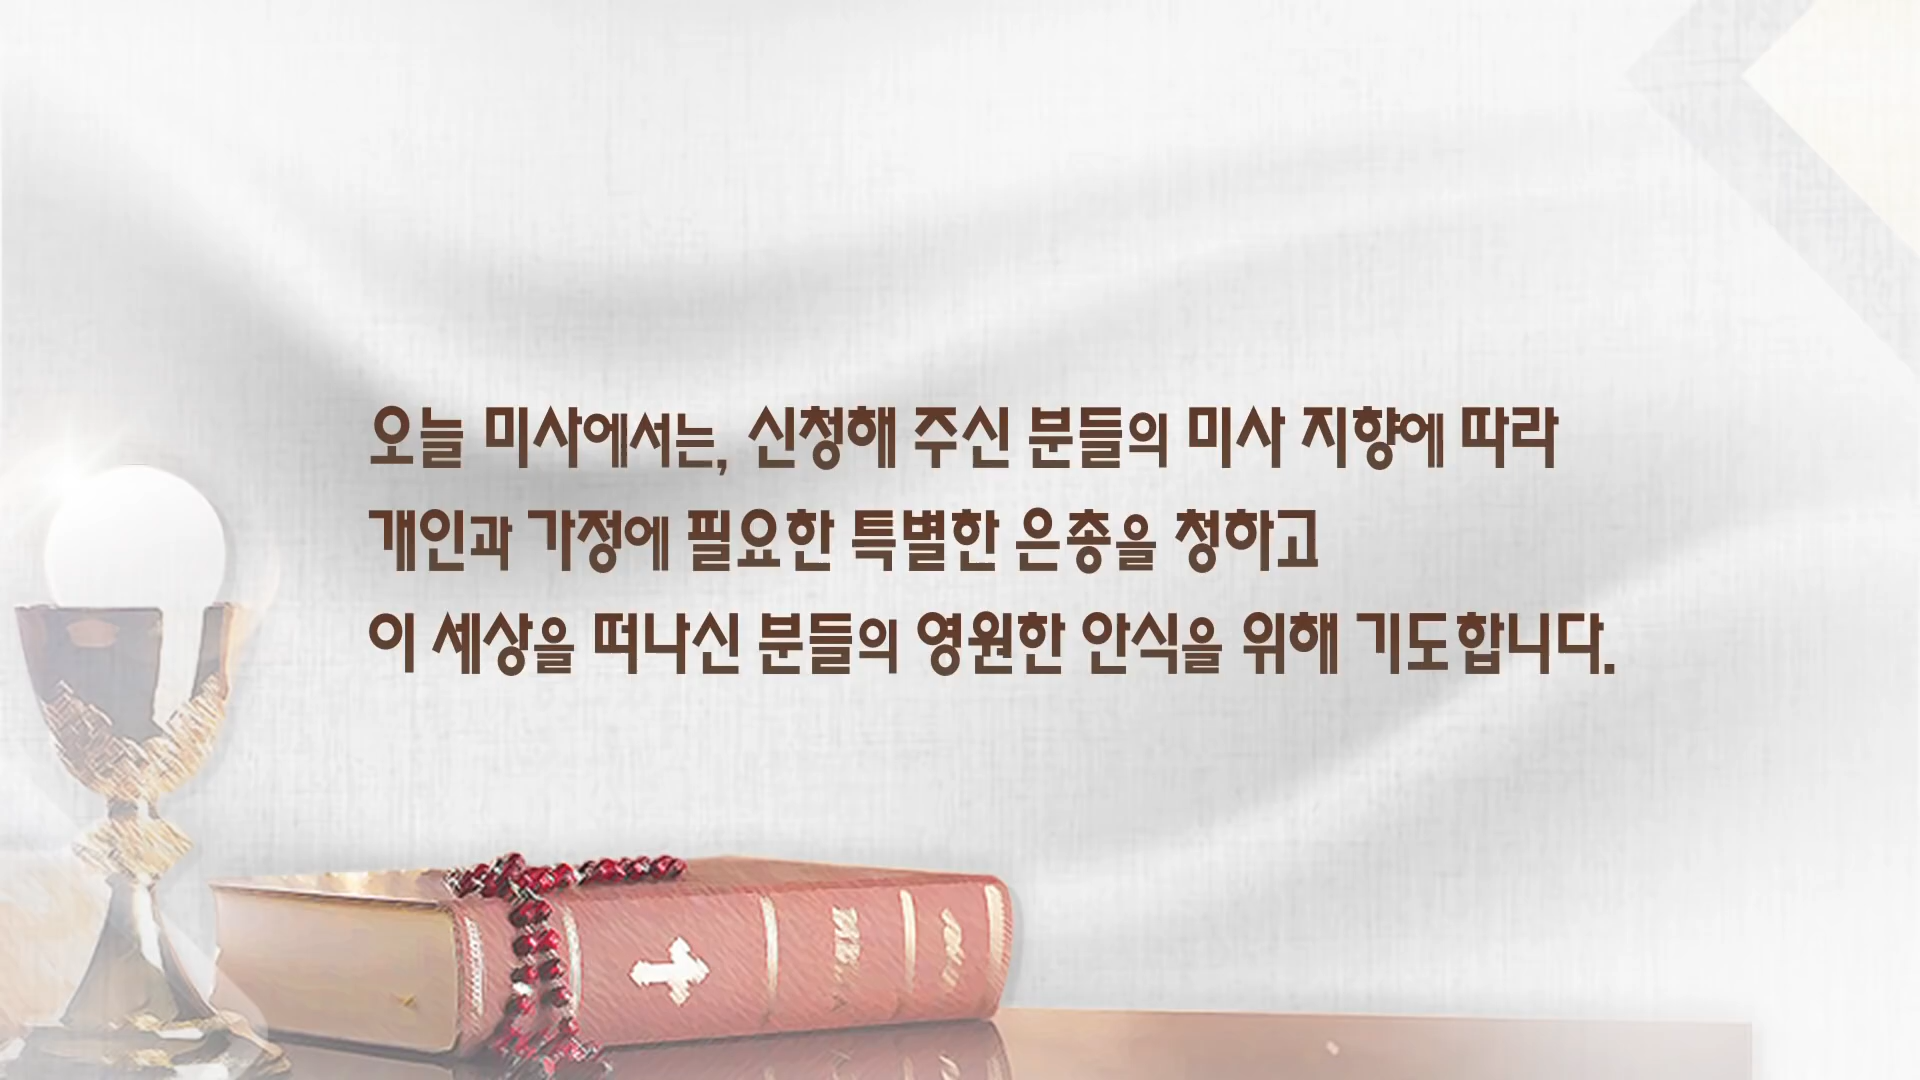 오늘 미사에서는, 신청해 주신 분들의 미사 지향에 따라
개인과 가정에 필요한 특별한 은총을 청하고
이 세상을 떠나신 분들의 영원한 안식을 위해 기도합니다.